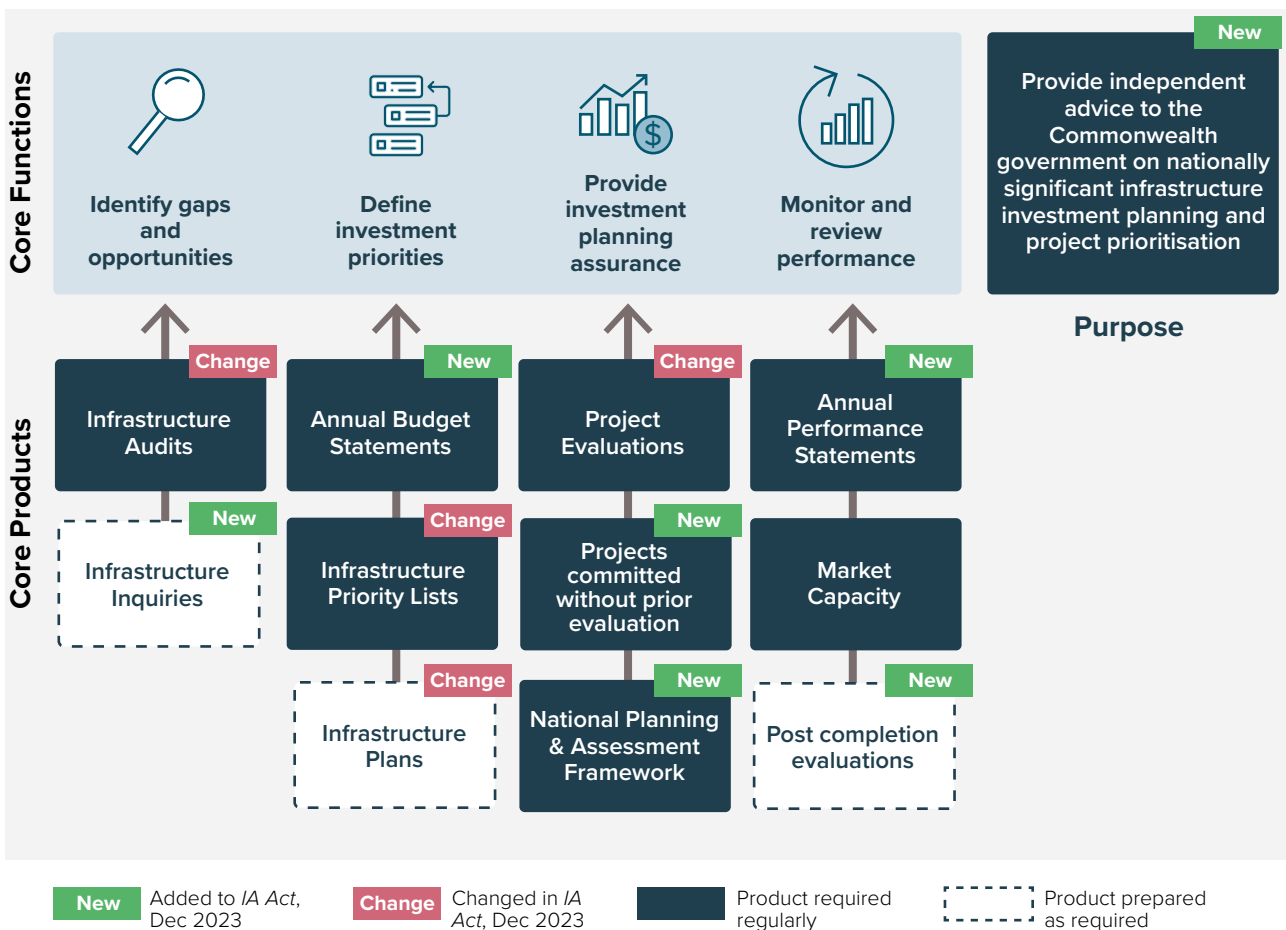 Core Functions
Identify gaps
and
opportunities
Define
investment
priorities
$
Provide
investment
planning
assurance
Monitor and
review
performance
New
Provide independent
advice to the
Commonwealth
government on nationally
significant infrastructure
investment planning and
project prioritisation
Purpose
Core Products
Change
Infrastructure
Audits
New
Infrastructure
Inquiries
New
Annual Budget
Statements
Change
Infrastructure
Priority Lists
Change
Infrastructure
Plans
Change
Project
Evaluations
New
Projects
committed
without prior
evaluation
New
National Planning
& Assessment
Framework
New
Annual
Performance
Statements
Market
Capacity
New
Post completion
evaluations
New
Added to IA Act,
Dec 2023
Change
Changed in IA
Act, Dec 2023
Product required
regularly
Product prepared
as required